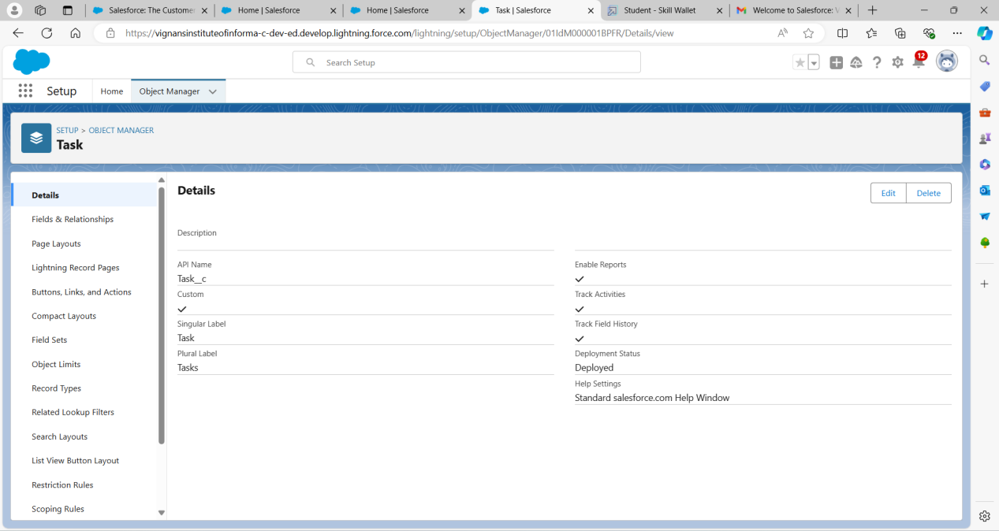 Salesforce: The Customer
Home | Salesforce
Home | Salesforce
Task | Salesforce
Student - Skill Wallet
Welcome to Salesforce: V
https://vignansinstituteofinforma-c-dev-ed.develop.lightning.force.com/lightning/setup/ObjectManager/01IdM000001BPFR/Details/view
Search Setup
12
Setup
Home
Object Manager
SETUP > OBJECT MANAGER
Task
Details
Fields & Relationships
Page Layouts
Lightning Record Pages
Buttons, Links, and Actions
Compact Layouts
Field Sets
Object Limits
Record Types
Related Lookup Filters
Search Layouts
List View Button Layout
Restriction Rules
Scoping Rules
Details
Edit
Delete
Description
API Name
Task__c
Custom
Singular Label
Task
Plural Label
Tasks
Enable Reports
Track Activities
Track Field History
Deployment Status
Deployed
Help Settings
Standard salesforce.com Help Window